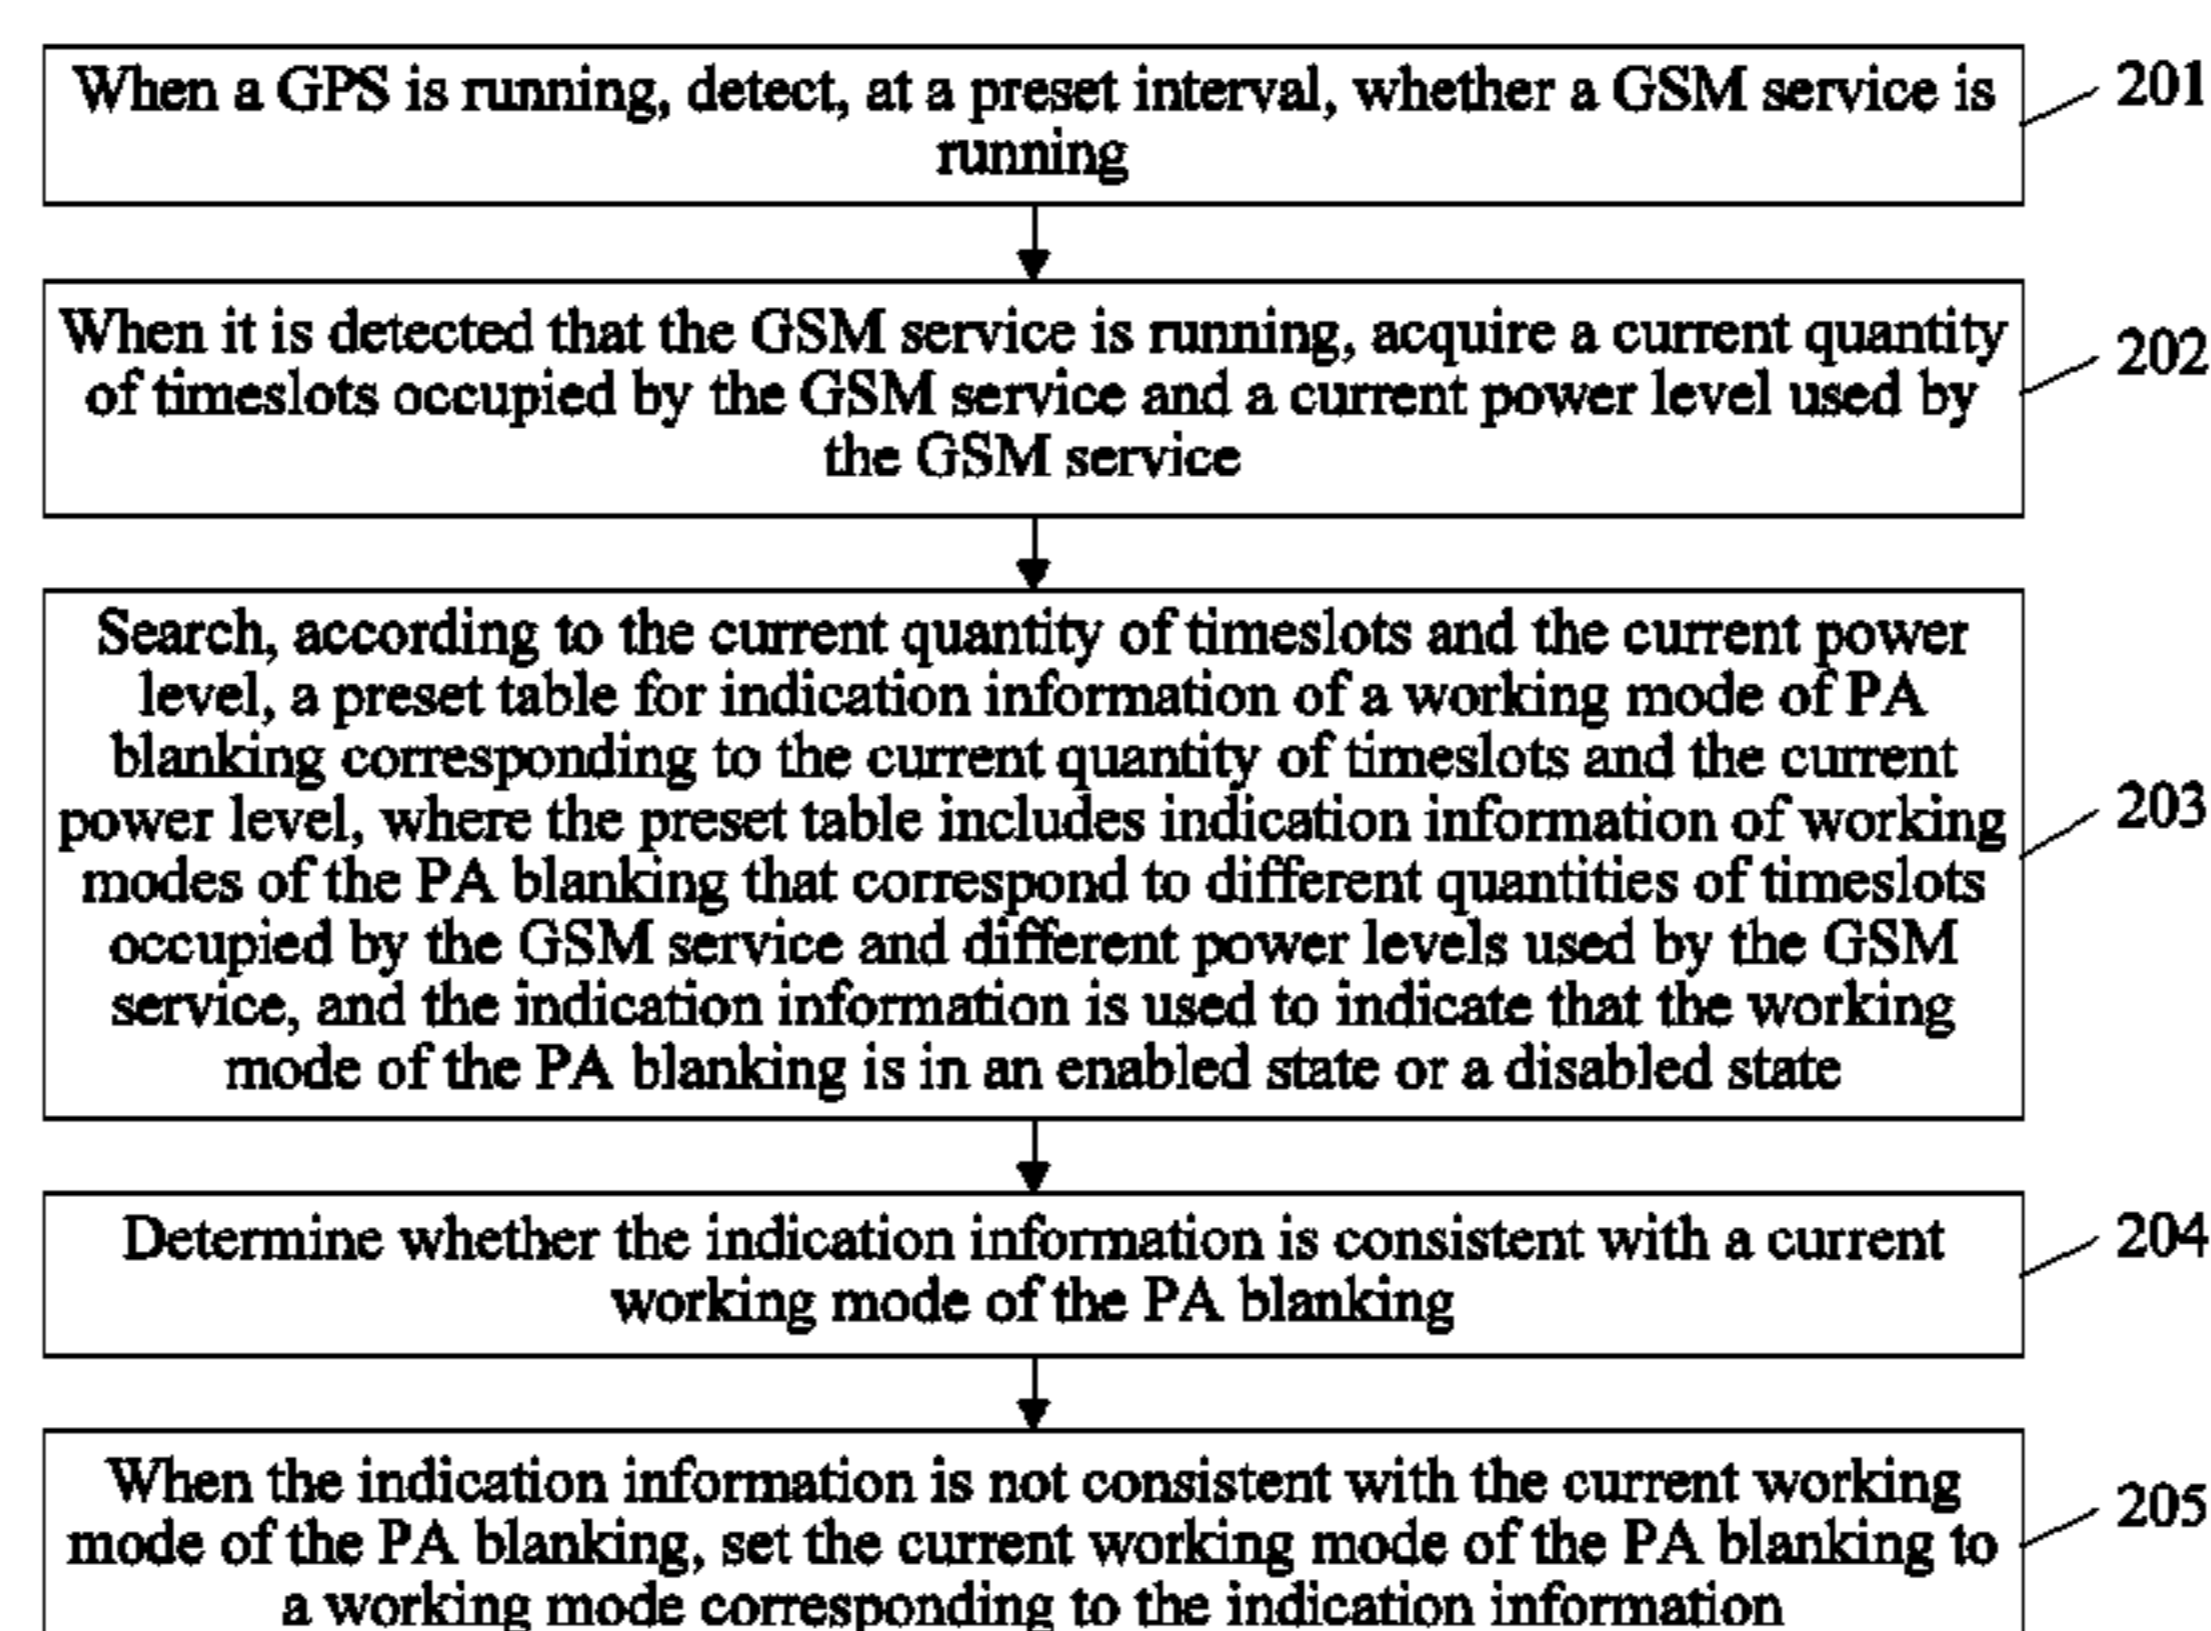 When a GPS is running, detect, at a preset interval, whether a GSM service is
running
201
When it is detected that the GSM service is running, acquire a current quantity
of timeslots occupied by the GSM service and a current power level used by
the GSM service
202
Search, according to the current quantity of timeslots and the current power
level, a preset table for indication information of a working mode of PA
blanking corresponding to the current quantity of timeslots and the current
power level, where the preset table includes indication information of working
modes of the PA blanking that correspond to different quantities of timeslots
occupied by the GSM service and different power levels used by the GSM
service, and the indication information is used to indicate that the working
mode of the PA blanking is in an enabled state or a disabled state
203
Determine whether the indication information is consistent with a current
working mode of the PA blanking
204
When the indication information is not consistent with the current working
mode of the PA blanking, set the current working mode of the PA blanking to
a working mode corresponding to the indication information
205